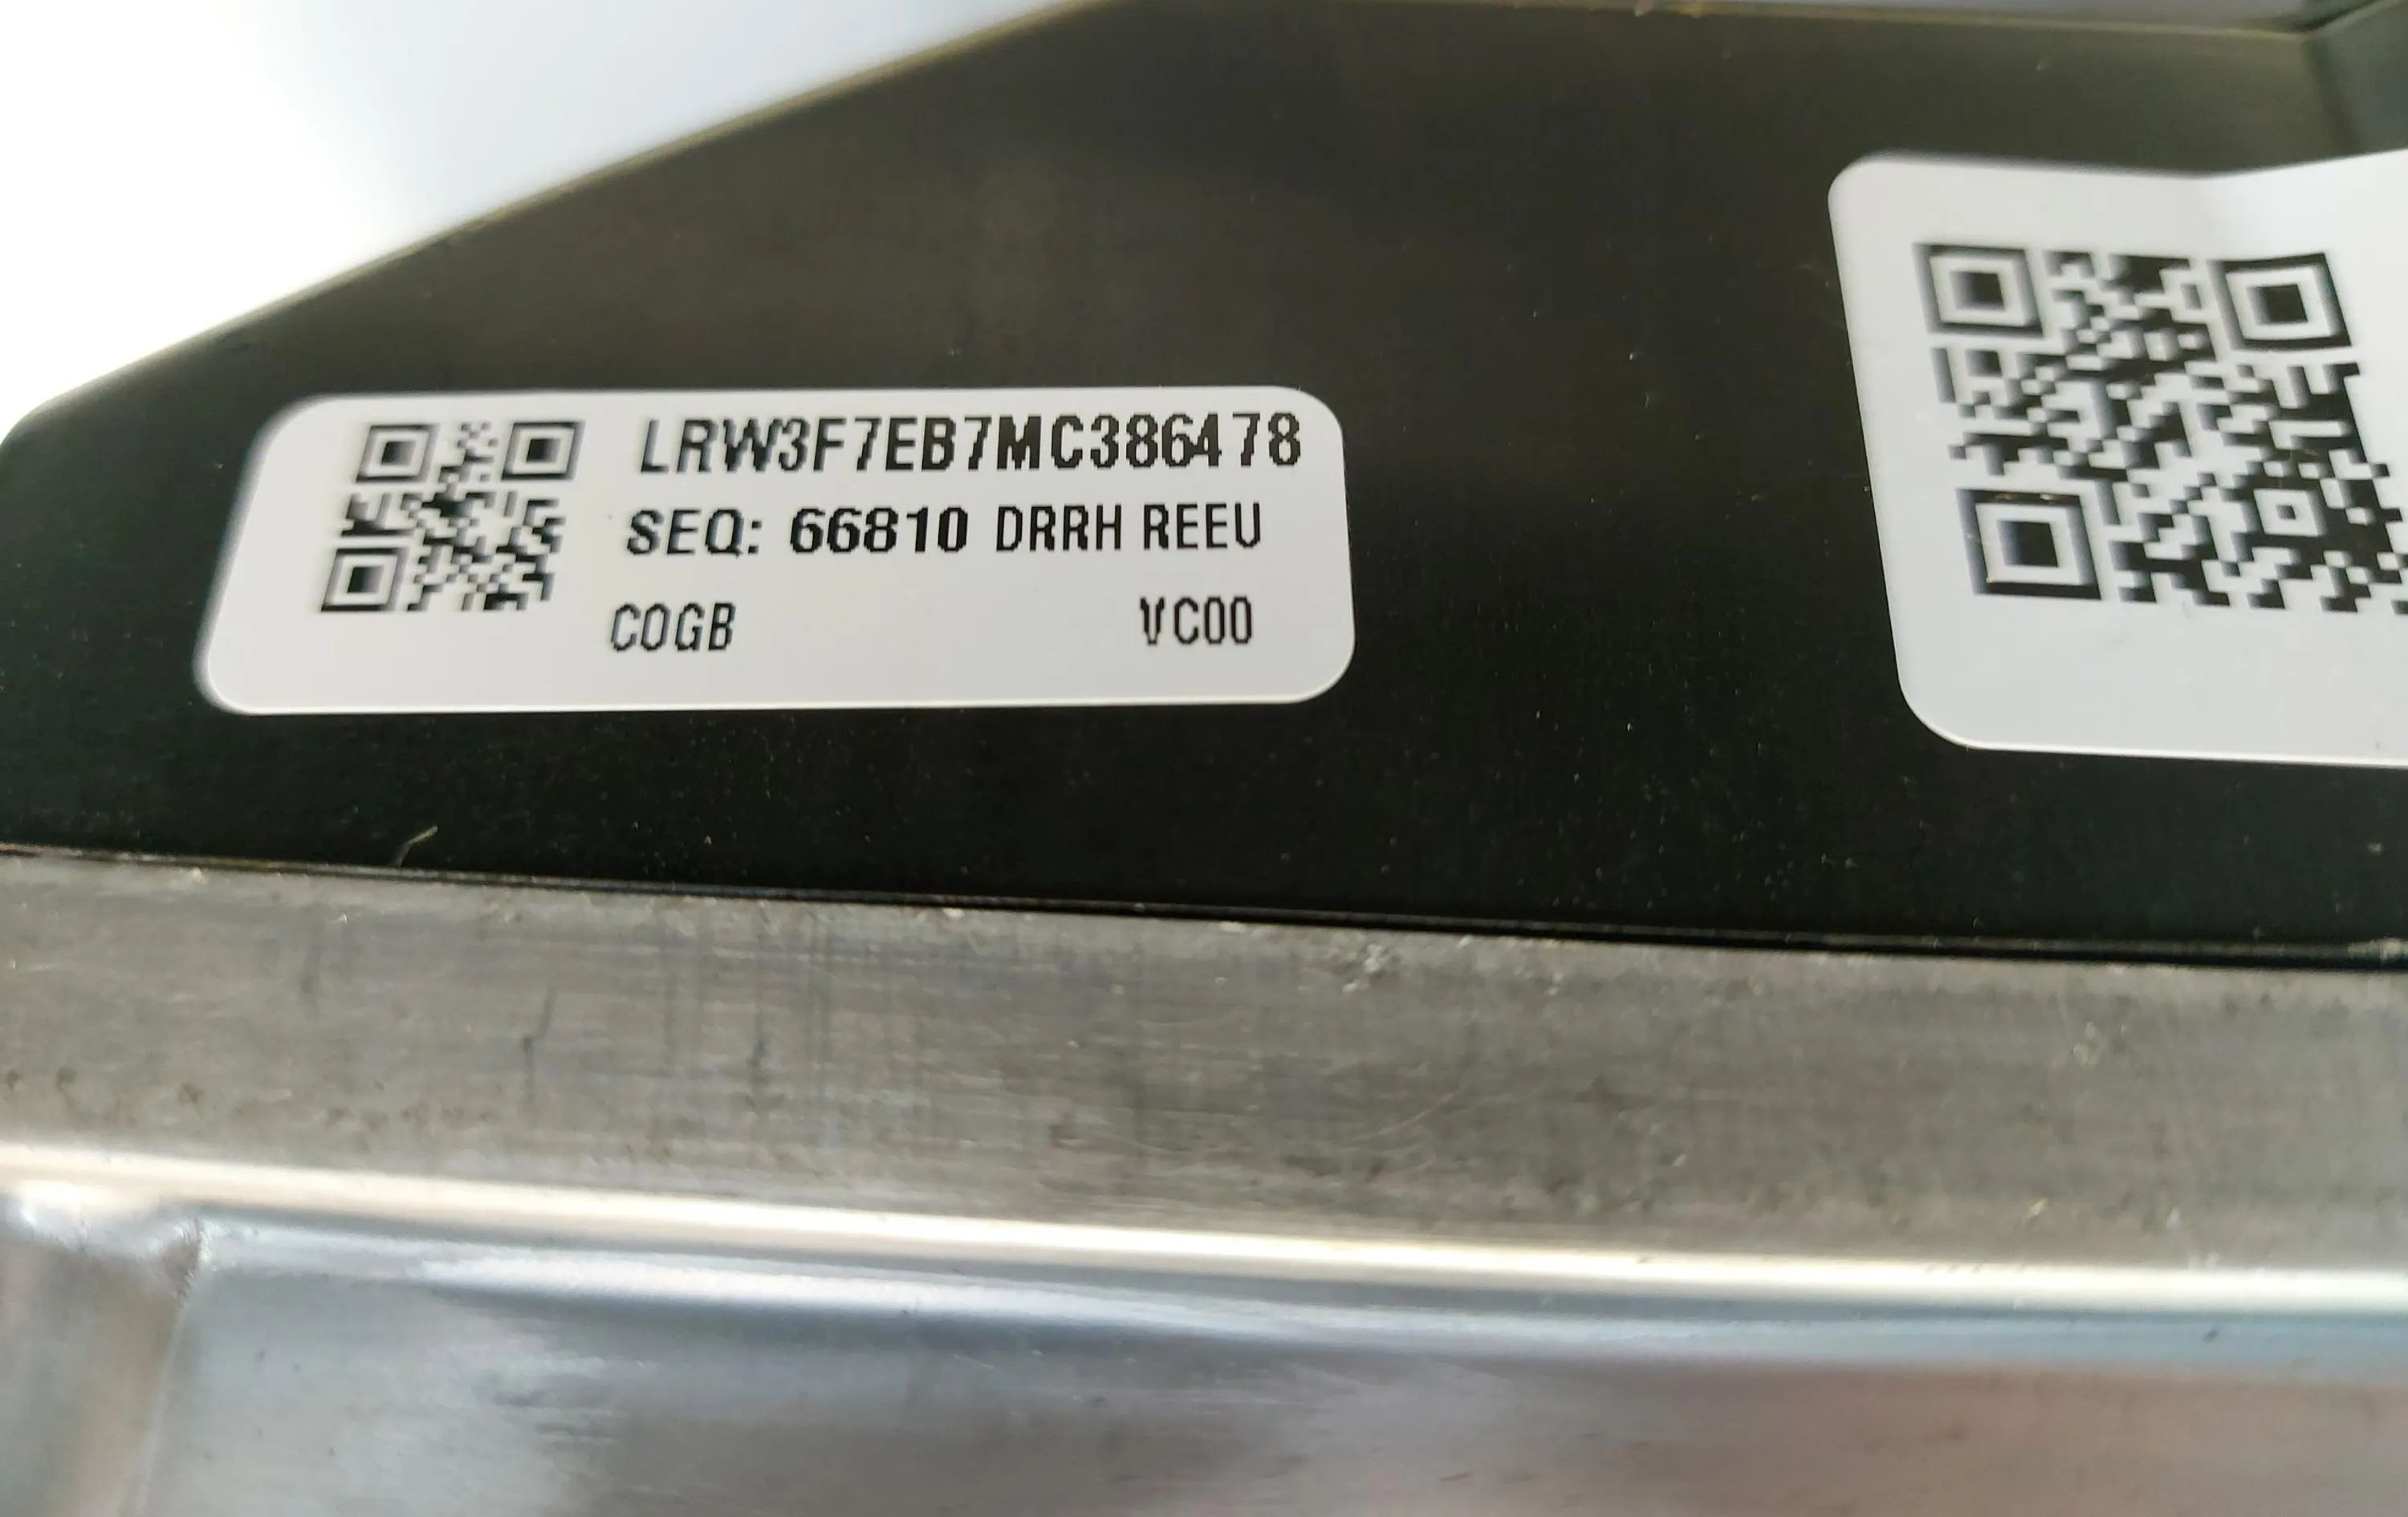 LRW3F7EB7MC386478
SEQ: 66810 DRRH REEU
COGB VC00